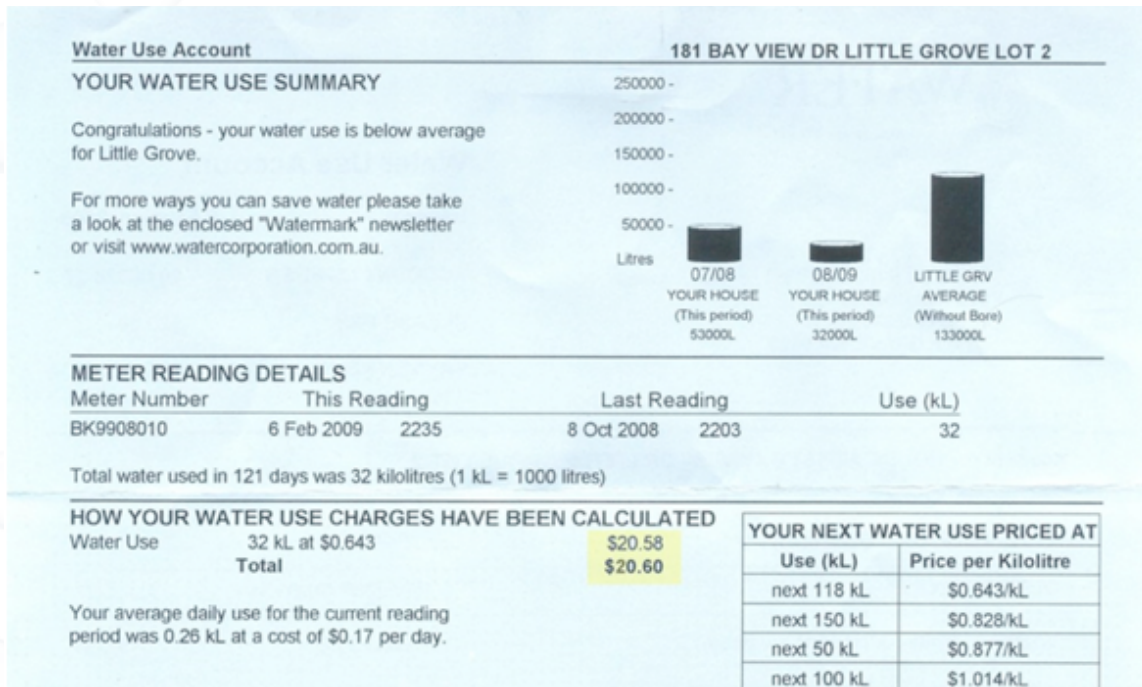 Water Use Account 181 BAY VIEW DR LITTLE GROVE LOT 2
YOUR WATER USE SUMMARY
Congratulations - your water use is below average
for Little Grove.
For more ways you can save water please take
a look at the enclosed "Watermark" newsletter
or visit www.watercorporation.com.au.
250000 -
200000 -
150000 -
100000 -
50000 -
Litres
07/08 08/09 LITTLE GRV
YOUR HOUSE YOUR HOUSE AVERAGE
(This period) (This period) (Without Bore)
53000L 32000L 133000L
METER READING DETAILS
Meter Number This Reading Last Reading Use (kL)
BK9908010 6 Feb 2009 2235 8 Oct 2008 2203 32
Total water used in 121 days was 32 kilolitres (1 kL = 1000 litres)
HOW YOUR WATER USE CHARGES HAVE BEEN CALCULATED
Water Use 32 kL at $0.643 $20.58
Total $20.60
Your average daily use for the current reading
period was 0.26 kL at a cost of $0.17 per day.
YOUR NEXT WATER USE PRICED AT
Use (kL) Price per Kilolitre
next 118 kL $0.643/kL
next 150 kL $0.828/kL
next 50 kL $0.877/kL
next 100 kL $1.014/kL